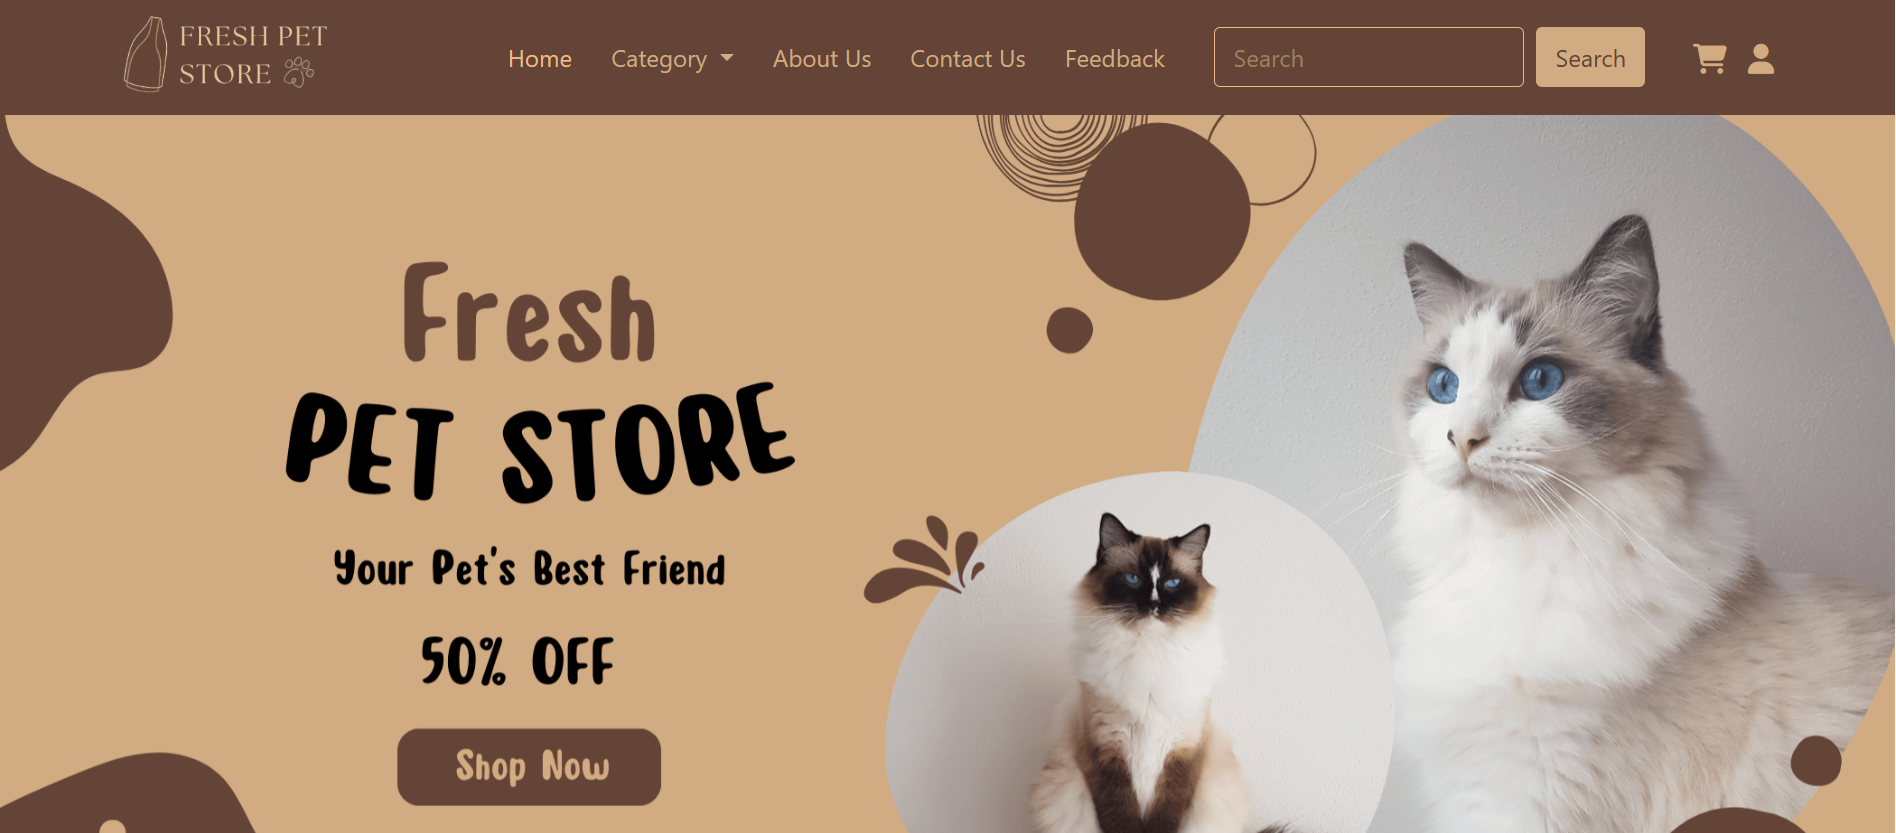 FRESH PET
STORE
Home
Category
About Us
Contact Us
Feedback
Search
Search
Fresh
PET STORE
Your Pet's Best Friend
50% OFF
Shop Now